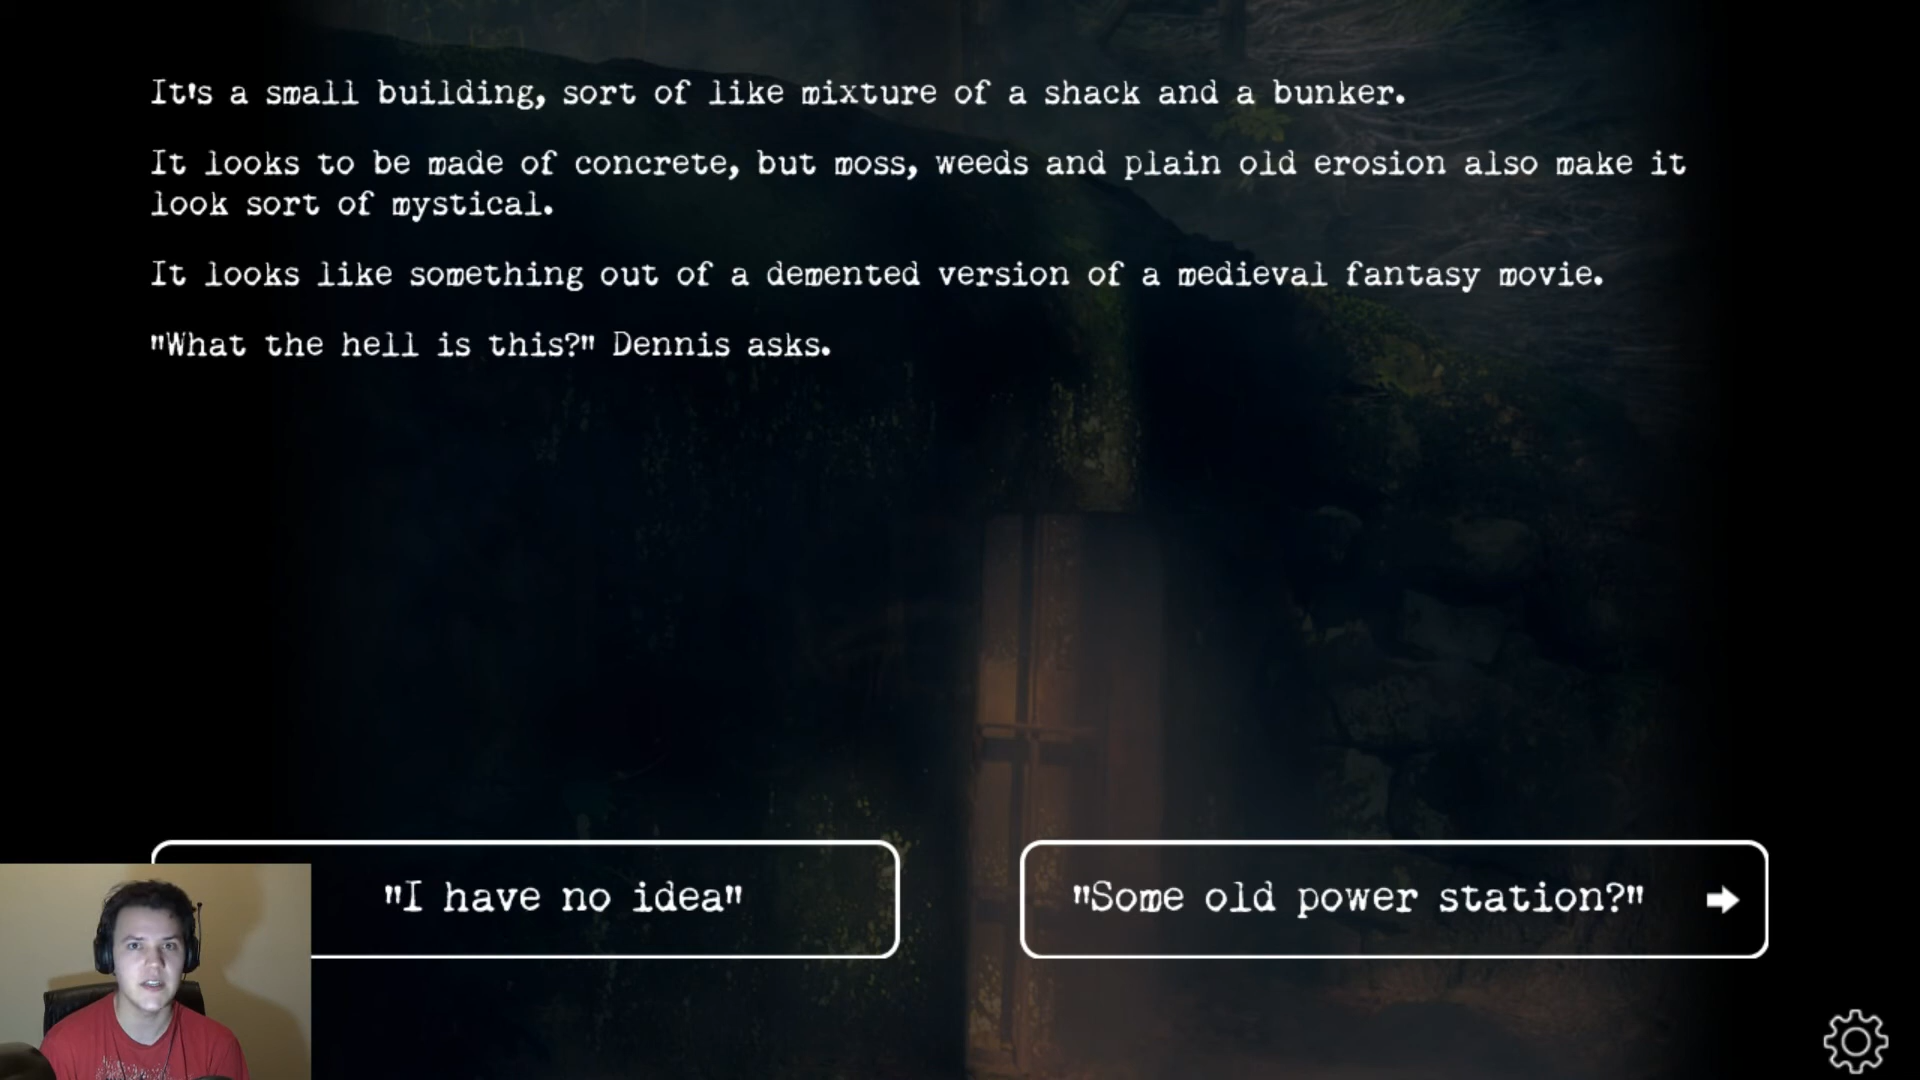 It's a small building, sort of like mixture of a shack and a bunker.
It looks to be made of concrete, but moss, weeds and plain old erosion also make it
look sort of mystical.
It looks like something out of a demented version of a medieval fantasy movie.
"What the hell is this?" Dennis asks.
"I have no idea"
"Some old power station?"